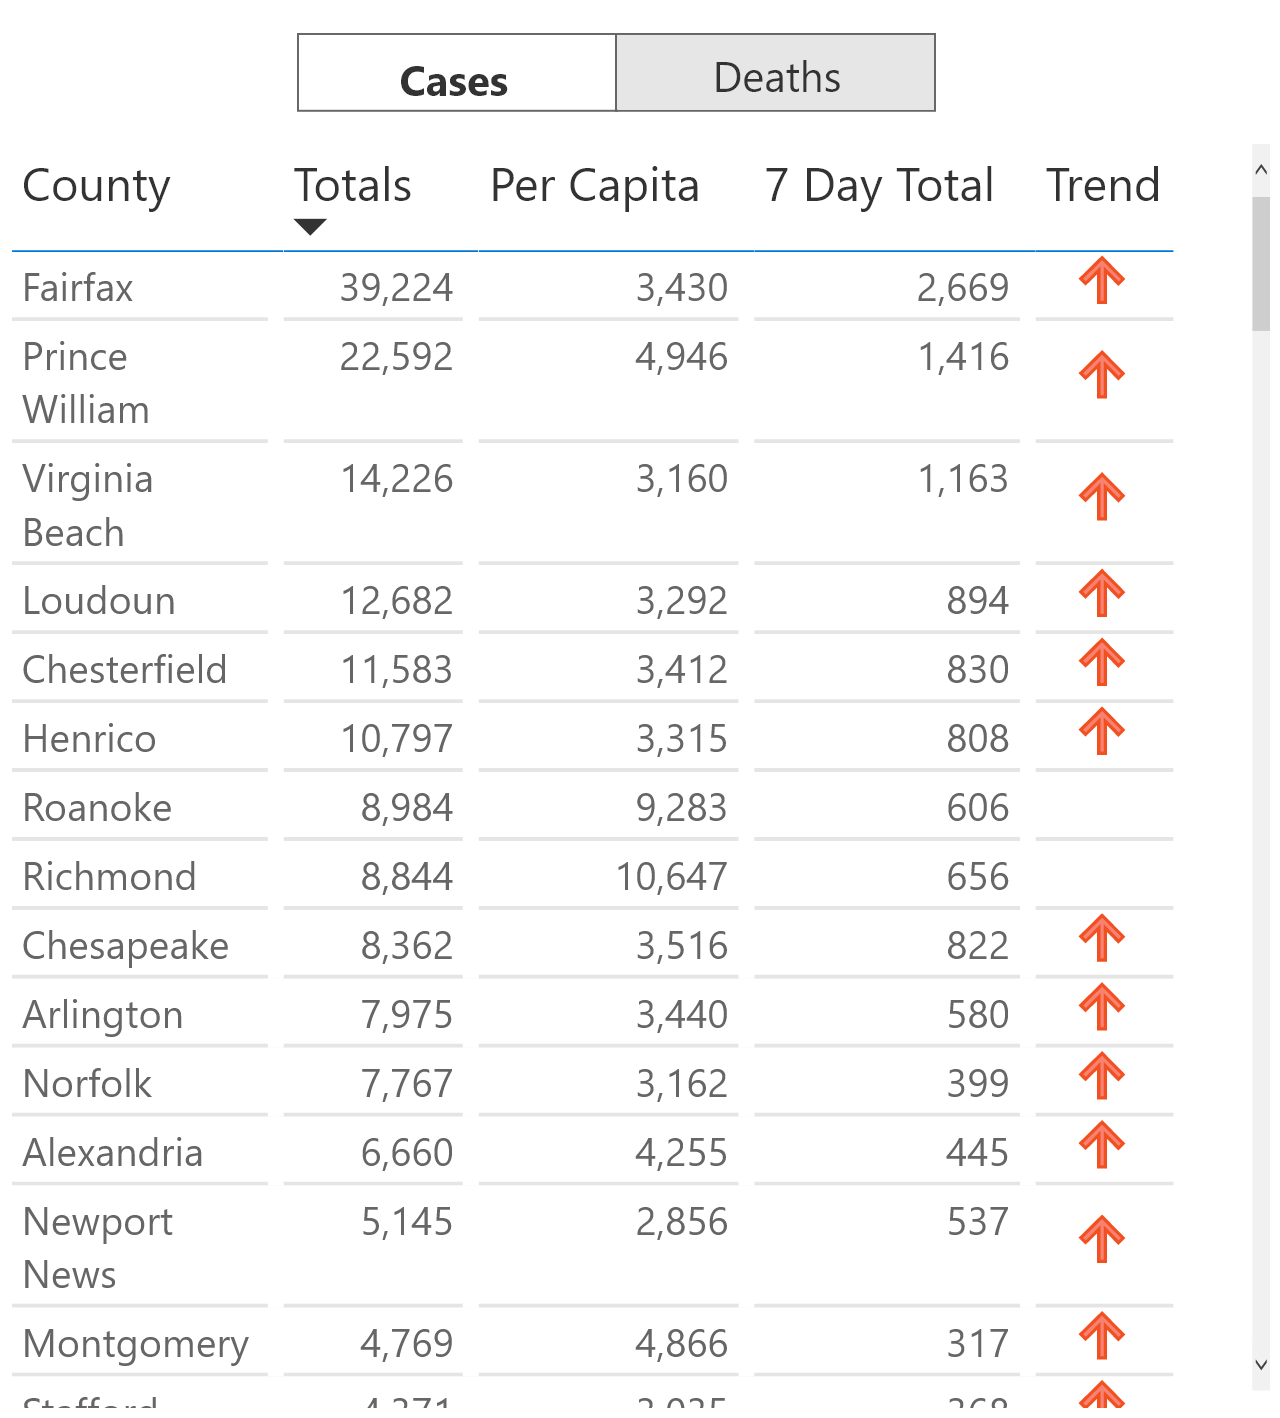 Cases Deaths
County Totals Per Capita 7 Day Total Trend
Fairfax 39,224 3,430 2,669
Prince 22,592 4,946 1,416
William
Virginia 14,226 3,160 1,163
Beach
Loudoun 12,682 3,292 894
Chesterfield 11,583 3,412 830
Henrico 10,797 3,315 808
Roanoke 8,984 9,283 606
Richmond 8,844 10,647 656
Chesapeake 8,362 3,516 822
Arlington 7,975 3,440 580
Norfolk 7,767 3,162 399
Alexandria 6,660 4,255 445
Newport 5,145 2,856 537
News
Montgomery 4,769 4,866 317
Stafford